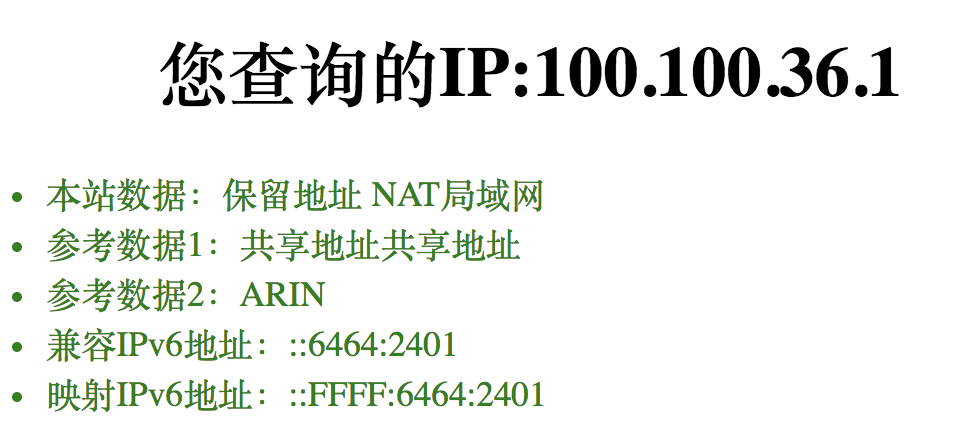 您查询的IP:100.100.36.1
本站数据：保留地址 NAT局域网
参考数据1：共享地址共享地址
参考数据2：ARIN
兼容IPv6地址：::6464:2401
映射IPv6地址：::FFFF:6464:2401